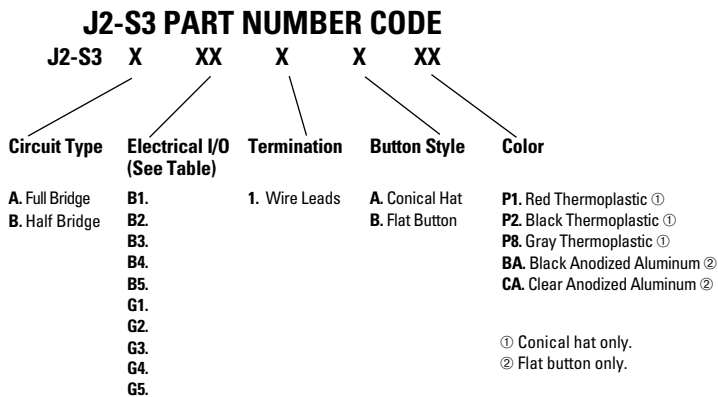 J2-S3 PART NUMBER CODE
J2-S3 X XX X X XX
Circuit Type
A. Full Bridge
B. Half Bridge
Electrical I/O
(See Table)
B1.
B2.
B3.
B4.
B5.
G1.
G2.
G3.
G4.
G5.
Termination
1. Wire Leads
Button Style
A. Conical Hat
B. Flat Button
Color
P1. Red Thermoplastic ①
P2. Black Thermoplastic ①
P8. Gray Thermoplastic ①
BA. Black Anodized Aluminum ②
CA. Clear Anodized Aluminum ②
① Conical hat only.
② Flat button only.